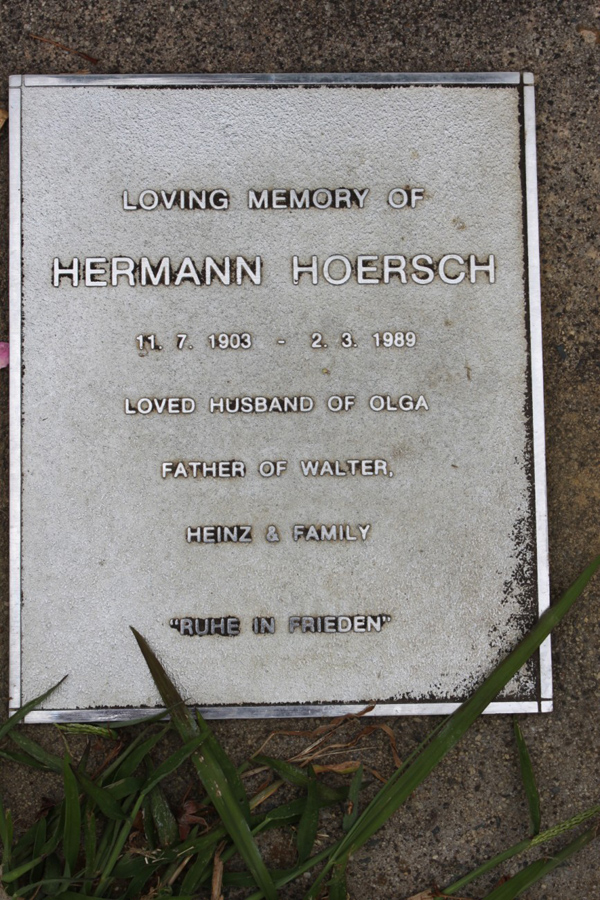 LOVING MEMORY OF
HERMANN HOERSCH
11. 7. 1903 - 2. 3. 1989
LOVED HUSBAND OF OLGA
FATHER OF WALTER,
HEINZ & FAMILY
"RUHE IN FRIEDEN"